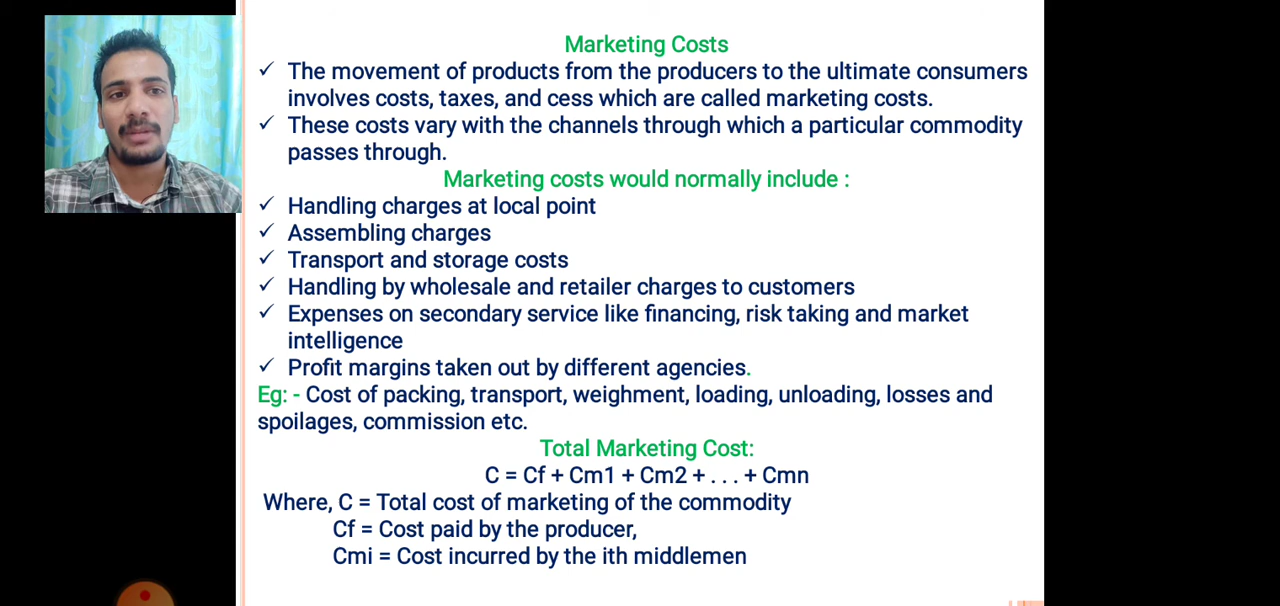 Marketing Costs
✓ The movement of products from the producers to the ultimate consumers
involves costs, taxes, and cess which are called marketing costs.
✓ These costs vary with the channels through which a particular commodity
passes through.
Marketing costs would normally include :
✓ Handling charges at local point
✓ Assembling charges
✓ Transport and storage costs
✓ Handling by wholesale and retailer charges to customers
✓ Expenses on secondary service like financing, risk taking and market
intelligence
✓ Profit margins taken out by different agencies.
Eg: - Cost of packing, transport, weighment, loading, unloading, losses and
spoilages, commission etc.
Total Marketing Cost:
C = Cf + Cm1 + Cm2 + . . . + Cmn
Where, C = Total cost of marketing of the commodity
Cf = Cost paid by the producer,
Cmi = Cost incurred by the ith middlemen